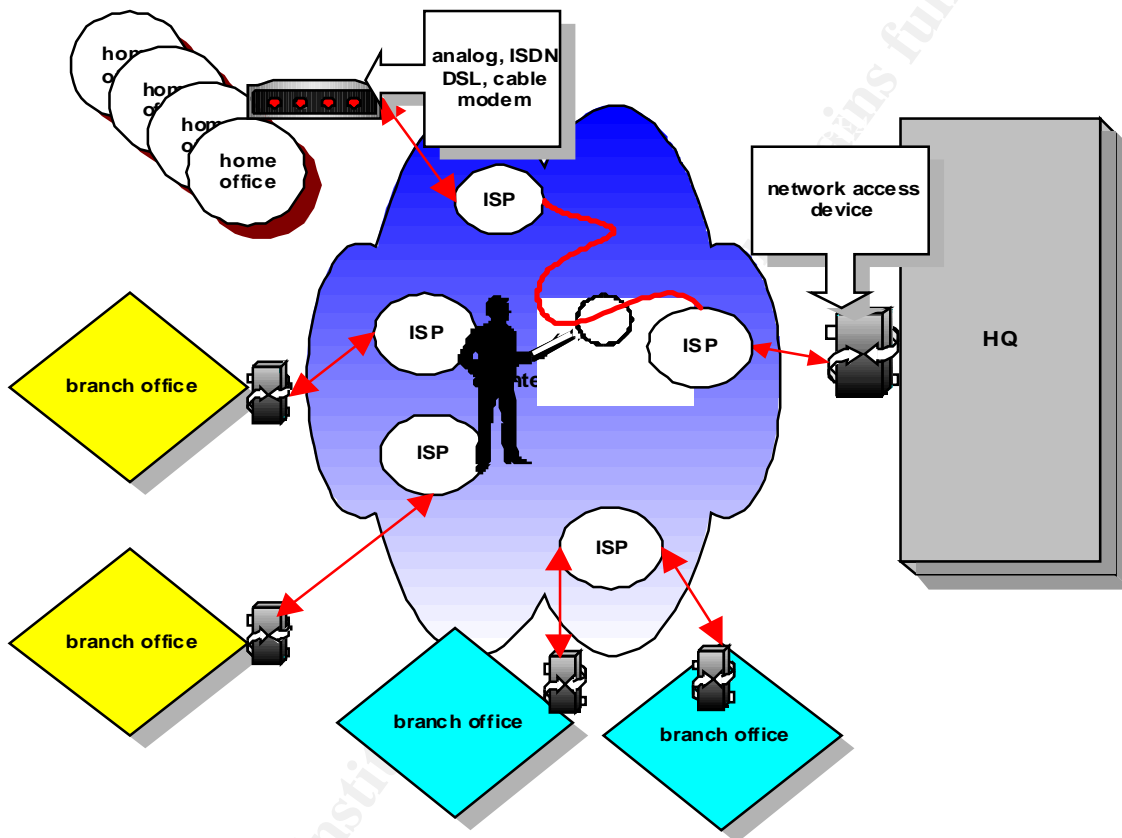 analog, ISDN
DSL, cable
modem
home
office
ISP
network access
device
ISP
ISP
HQ
branch office
ISP
ISP
branch office
branch office
branch office